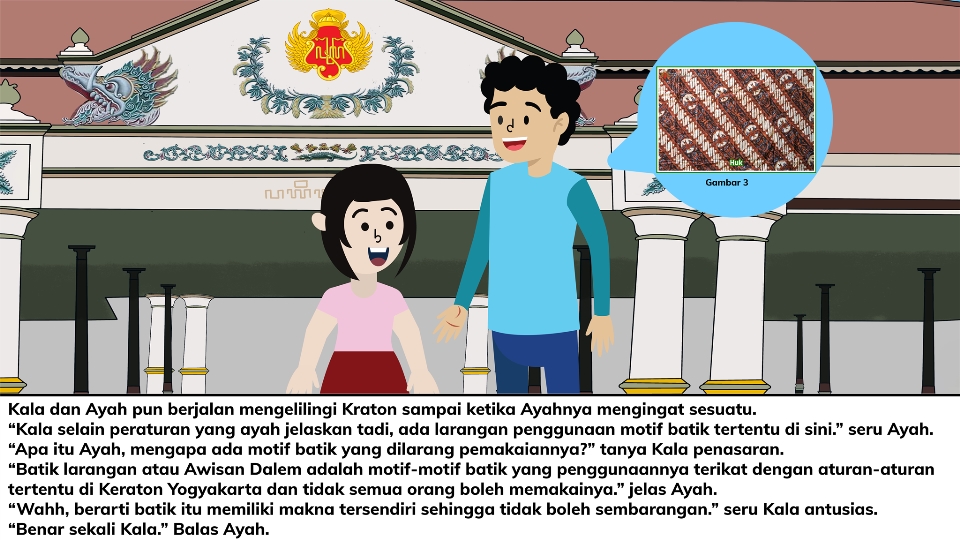 Huk
Gambar 3
Kala dan Ayah pun berjalan mengelilingi Kraton sampai ketika Ayahnya mengingat sesuatu.
“Kala selain peraturan yang ayah jelaskan tadi, ada larangan penggunaan motif batik tertentu di sini.” seru Ayah.
“Apa itu Ayah, mengapa ada motif batik yang dilarang pemakaiannya?” tanya Kala penasaran.
“Batik larangan atau Awisan Dalem adalah motif-motif batik yang penggunaannya terikat dengan aturan-aturan
tertentu di Keraton Yogyakarta dan tidak semua orang boleh memakainya.” jelas Ayah.
“Wahh, berarti batik itu memiliki makna tersendiri sehingga tidak boleh sembarangan.” seru Kala antusias.
“Benar sekali Kala.” Balas Ayah.